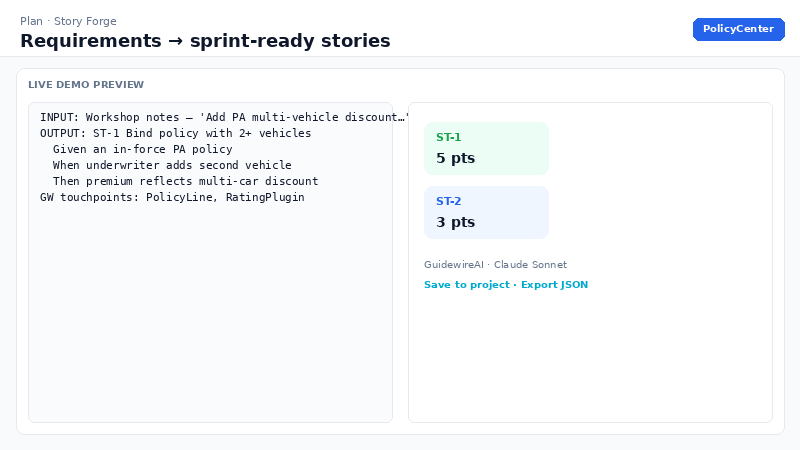 Plan · Story Forge
Requirements → sprint-ready stories
PolicyCenter
LIVE DEMO PREVIEW
INPUT: Workshop notes — 'Add PA multi-vehicle discount…'
OUTPUT: ST-1 Bind policy with 2+ vehicles
Given an in-force PA policy
When underwriter adds second vehicle
Then premium reflects multi-car discount
GW touchpoints: PolicyLine, RatingPlugin
ST-1
5 pts
ST-2
3 pts
GuidewireAI · Claude Sonnet
Save to project · Export JSON